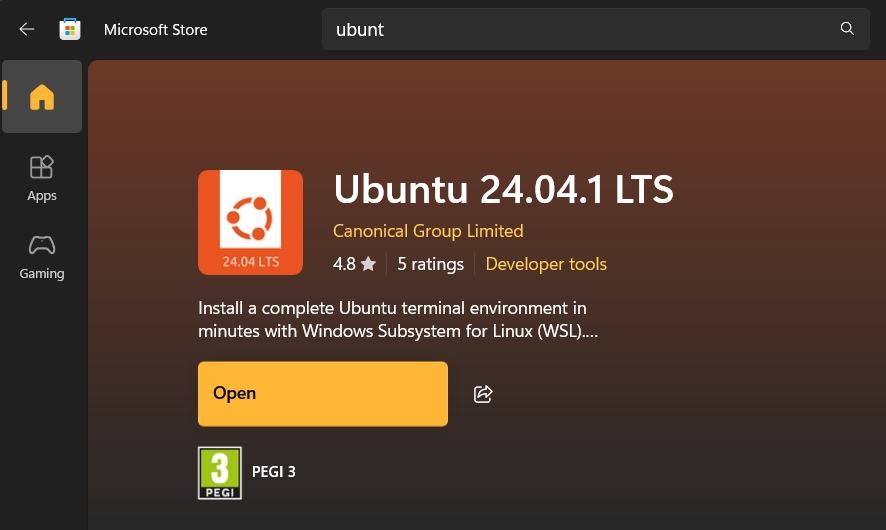 Microsoft Store
ubunt
Apps
Gaming
24.04 LTS
Ubuntu 24.04.1 LTS
Canonical Group Limited
4.8 5 ratings Developer tools
Install a complete Ubuntu terminal environment in
minutes with Windows Subsystem for Linux (WSL)....
Open
3
PEGI
PEGI 3